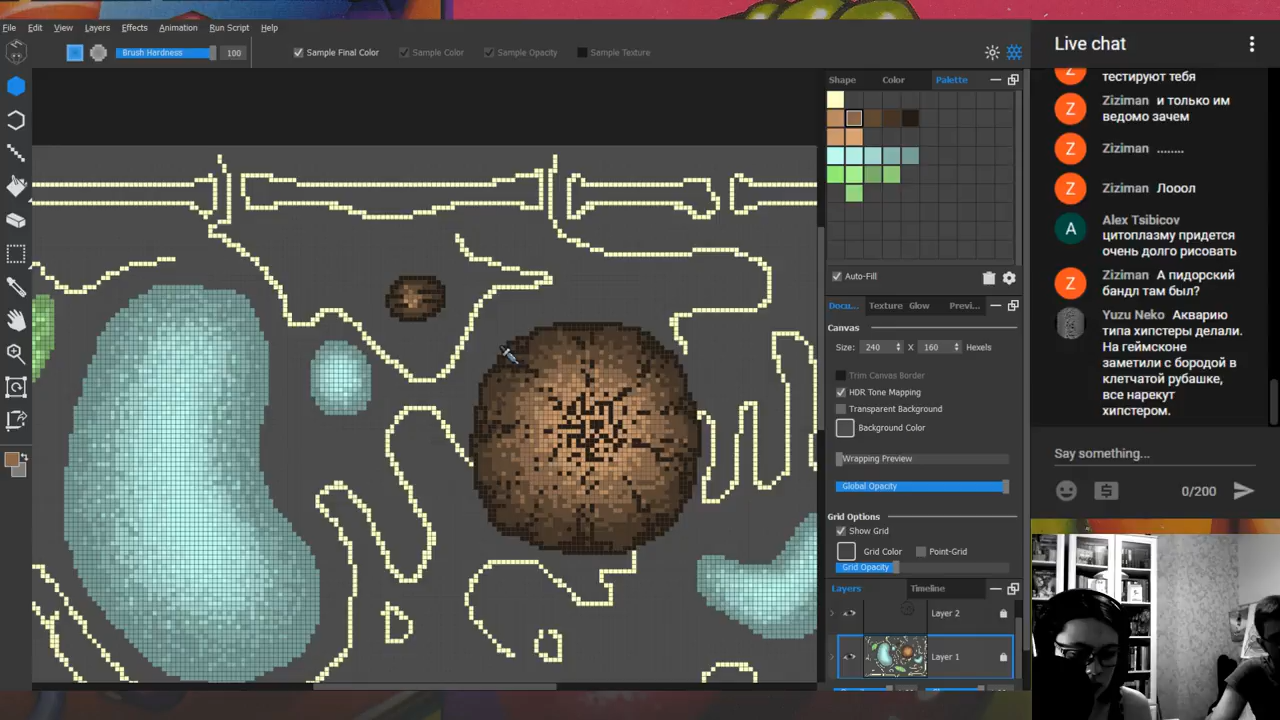 File Edit View Layers Effects Animation Run Script Help
Brush Hardness 100 Sample Final Color Sample Color Sample Opacity Sample Texture
Shape Color Palette
Auto-Fill
Docu... Texture Glow Previ...
Canvas
Size: 240 X 160 Hexels
Trim Canvas Border
HDR Tone Mapping
Transparent Background
Background Color
Wrapping Preview
Global Opacity
Grid Options
Show Grid
Grid Color Point-Grid
Grid Opacity
Layers Timeline
Layer 2
Layer 1
Live chat
тестируют тебя
Ziziman и только им
ведомо зачем
Ziziman ........
Ziziman Лооол
Alex Tsibicov
цитоплазму придется
очень долго рисовать
Ziziman А пидорский
бандл там был?
Yuzu Neko Акварию
типа хипстеры делали.
На геймсконе
заметили с бородой в
клетчатой рубашке,
все нарекут
хипстером.
Say something...
0/200